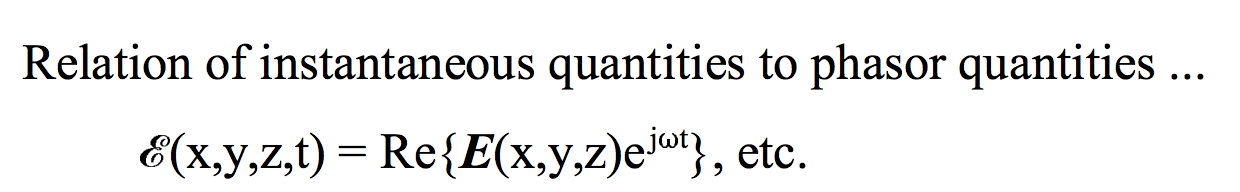 Relation of instantaneous quantities to phasor quantities ...
ℰ(x,y,z,t) = Re{E(x,y,z)e^{jωt}}, etc.